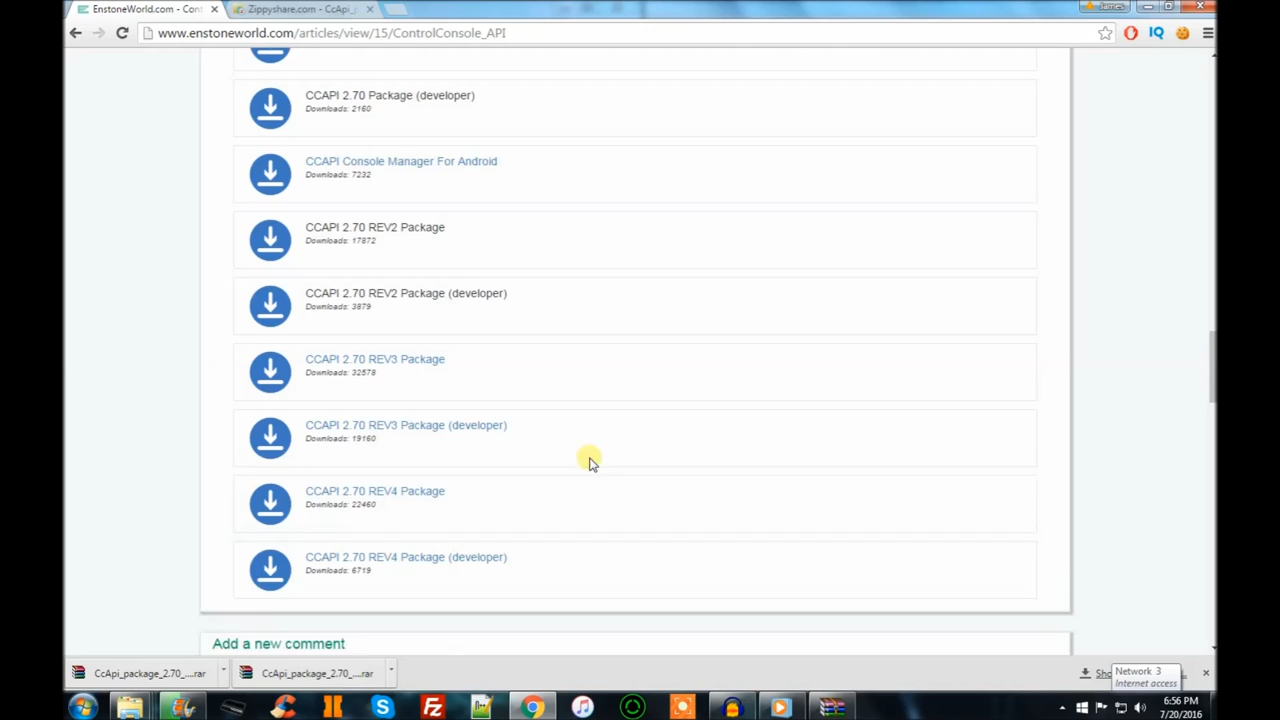 EnstoneWorld.com - Cont
Zippyshare.com - CcApi_
James
www.enstoneworld.com/articles/view/15/ControlConsole_API
IQ
CCAPI 2.70 Package (developer)
Downloads: 2160
CCAPI Console Manager For Android
Downloads: 7232
CCAPI 2.70 REV2 Package
Downloads: 17872
CCAPI 2.70 REV2 Package (developer)
Downloads: 3879
CCAPI 2.70 REV3 Package
Downloads: 32578
CCAPI 2.70 REV3 Package (developer)
Downloads: 19160
CCAPI 2.70 REV4 Package
Downloads: 22460
CCAPI 2.70 REV4 Package (developer)
Downloads: 6719
Add a new comment
CcApi_package_2.70_....rar
CcApi_package_2.70_....rar
Network 3
Internet access
6:56 PM
7/20/2016